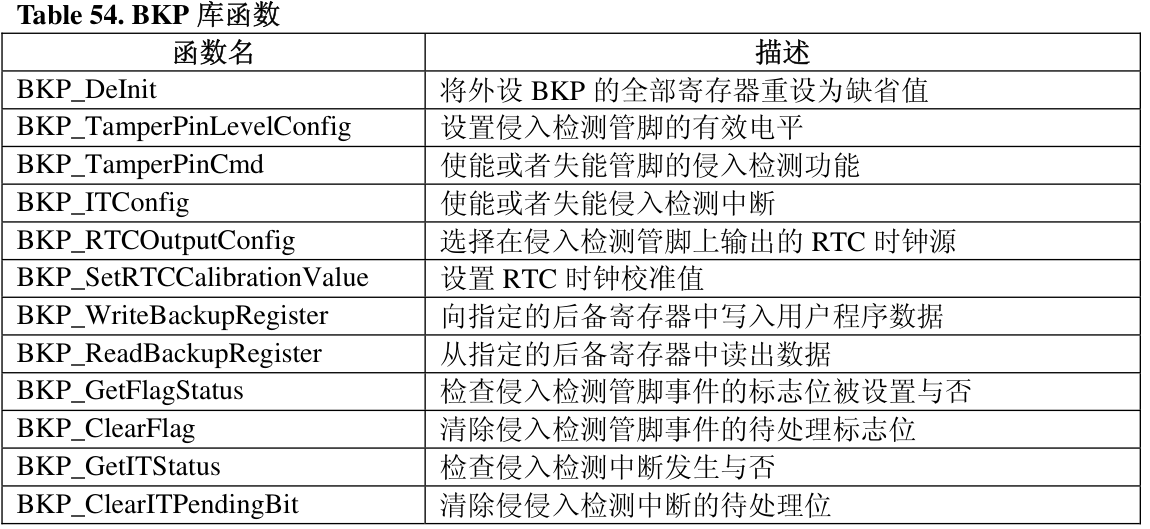 Table 54. BKP 库函数
函数名 描述
BKP_DeInit 将外设 BKP 的全部寄存器重设为缺省值
BKP_TamperPinLevelConfig 设置侵入检测管脚的有效电平
BKP_TamperPinCmd 使能或者失能管脚的侵入检测功能
BKP_ITConfig 使能或者失能侵入检测中断
BKP_RTCOutputConfig 选择在侵入检测管脚上输出的 RTC 时钟源
BKP_SetRTCCalibrationValue 设置 RTC 时钟校准值
BKP_WriteBackupRegister 向指定的后备寄存器中写入用户程序数据
BKP_ReadBackupRegister 从指定的后备寄存器中读出数据
BKP_GetFlagStatus 检查侵入检测管脚事件的标志位被设置与否
BKP_ClearFlag 清除侵入检测管脚事件的待处理标志位
BKP_GetITStatus 检查侵入检测中断发生与否
BKP_ClearITPendingBit 清除侵侵入检测中断的待处理位